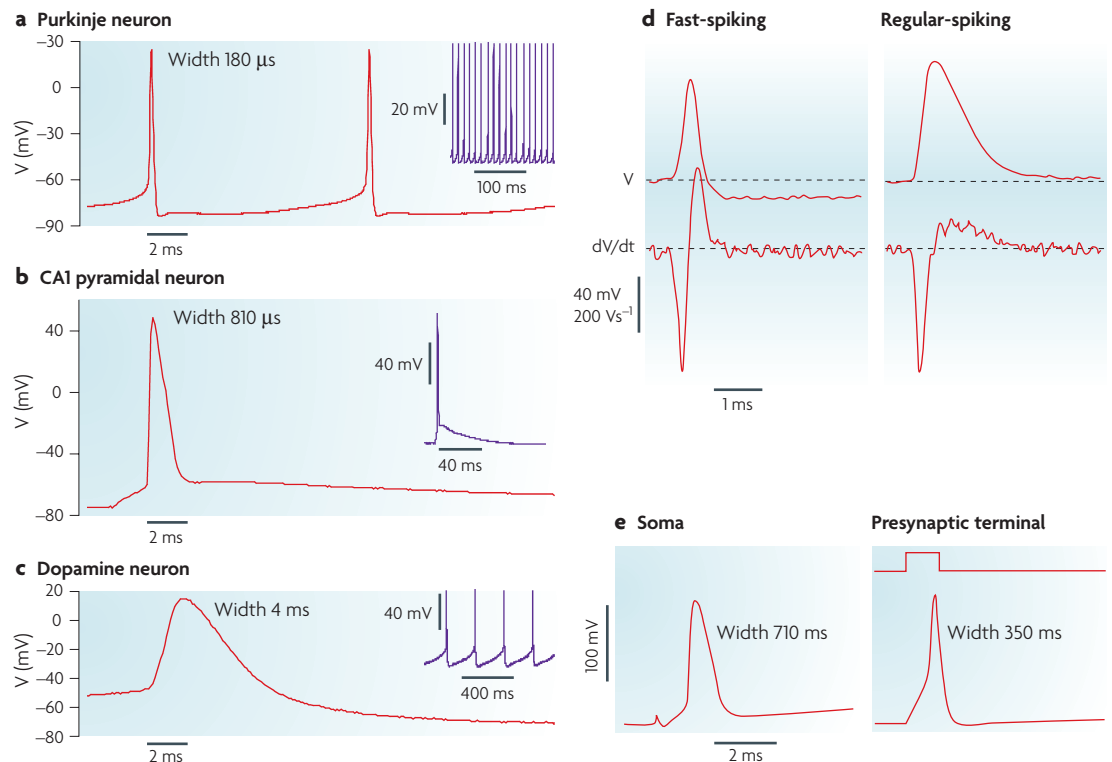 a Purkinje neuron
−30
0
−30
−60
−90
V (mV)
Width 180 µs
20 mV
100 ms
2 ms
b CA1 pyramidal neuron
40
0
−40
−80
V (mV)
Width 810 µs
40 mV
40 ms
2 ms
c Dopamine neuron
20
0
−20
−40
−60
−80
V (mV)
Width 4 ms
40 mV
400 ms
2 ms
d Fast-spiking
Regular-spiking
V
dV/dt
40 mV
200 Vs⁻¹
1 ms
e Soma
Presynaptic terminal
100 mV
Width 710 ms
Width 350 ms
2 ms